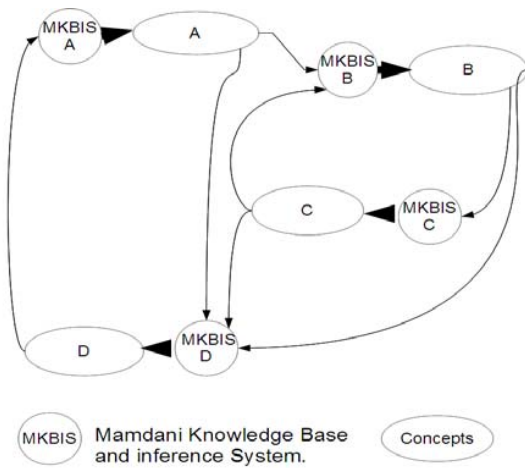 MKBIS
A
A
MKBIS
B
B
C
MKBIS
C
D
MKBIS
D
MKBIS
Mamdani Knowledge Base
and inference System.
Concepts